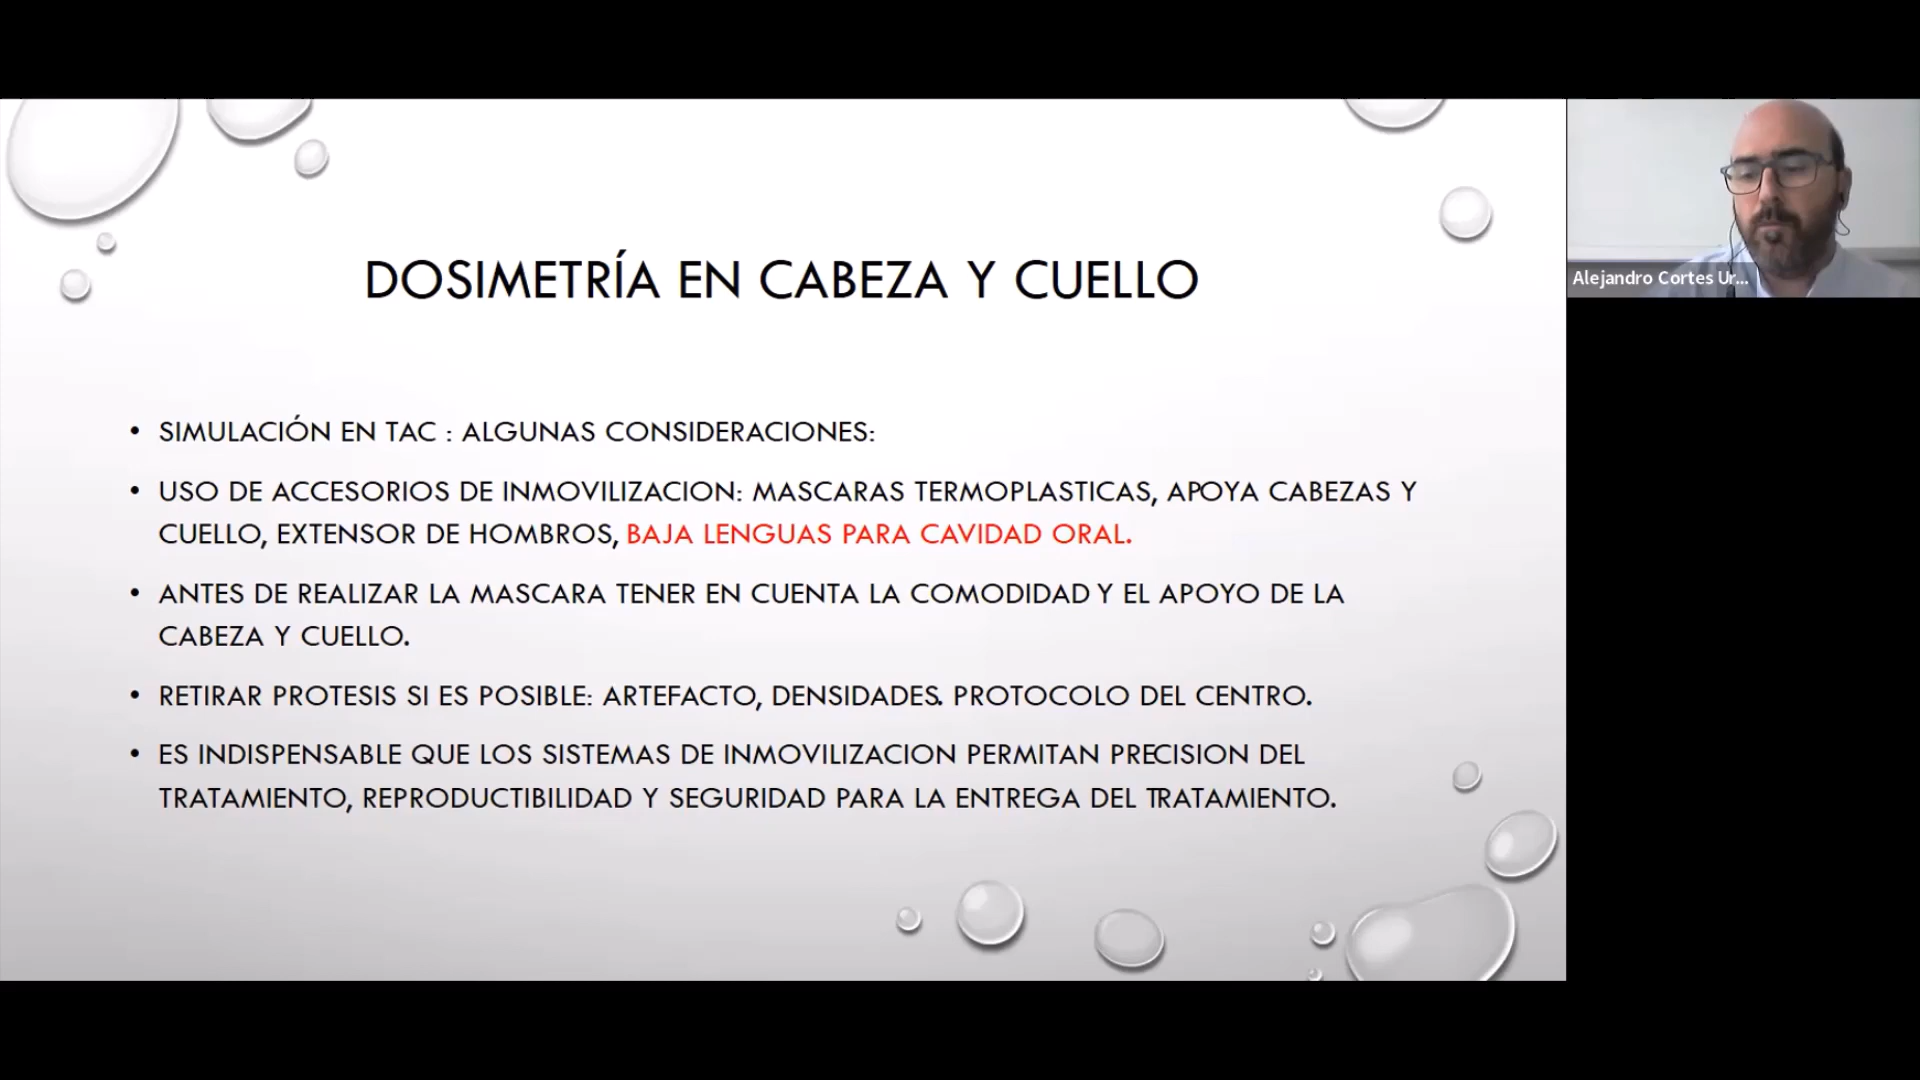 DOSIMETRÍA EN CABEZA Y CUELLO
• SIMULACIÓN EN TAC : ALGUNAS CONSIDERACIONES:
• USO DE ACCESORIOS DE INMOVILIZACION: MASCARAS TERMOPLASTICAS, APOYA CABEZAS Y
CUELLO, EXTENSOR DE HOMBROS, BAJA LENGUAS PARA CAVIDAD ORAL.
• ANTES DE REALIZAR LA MASCARA TENER EN CUENTA LA COMODIDAD Y EL APOYO DE LA
CABEZA Y CUELLO.
• RETIRAR PROTESIS SI ES POSIBLE: ARTEFACTO, DENSIDADES. PROTOCOLO DEL CENTRO.
• ES INDISPENSABLE QUE LOS SISTEMAS DE INMOVILIZACION PERMITAN PRECISION DEL
TRATAMIENTO, REPRODUCTIBILIDAD Y SEGURIDAD PARA LA ENTREGA DEL TRATAMIENTO.
Alejandro Cortes Ur...